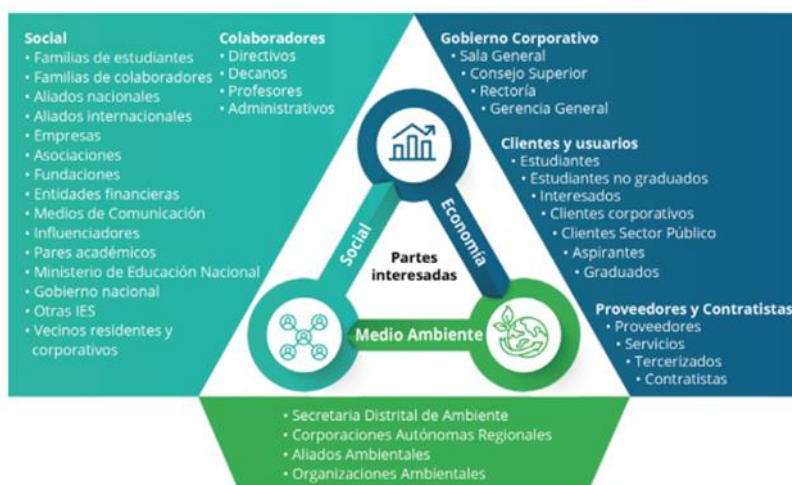 Social
• Familias de estudiantes
• Familias de colaboradores
• Aliados nacionales
• Aliados internacionales
• Empresas
• Asociaciones
• Fundaciones
• Entidades financieras
• Medios de Comunicación
• Influenciadores
• Pares académicos
• Ministerio de Educación Nacional
• Gobierno nacional
• Otras IES
• Vecinos residentes y
corporativos
Colaboradores
• Directivos
• Decanos
• Profesores
• Administrativos
Gobierno Corporativo
• Sala General
• Consejo Superior
• Rectoría
• Gerencia General
Clientes y usuarios
• Estudiantes
• Estudiantes no graduados
• Interesados
• Clientes corporativos
• Clientes Sector Público
• Aspirantes
• Graduados
Proveedores y Contratistas
• Proveedores
• Servicios
• Tercerizados
• Contratistas
Social
Economía
Partes
interesadas
Medio Ambiente
• Secretaria Distrital de Ambiente
• Corporaciones Autónomas Regionales
• Aliados Ambientales
• Organizaciones Ambientales